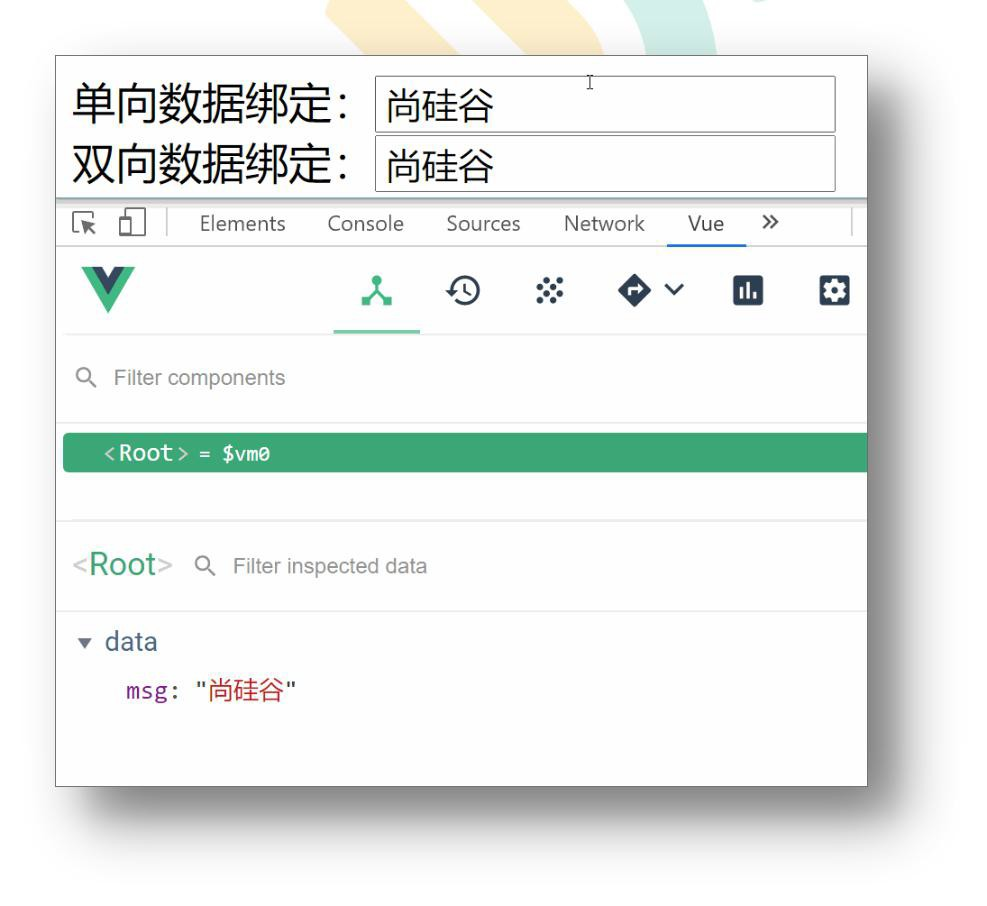 单向数据绑定： 尚硅谷
双向数据绑定： 尚硅谷
Elements Console Sources Network Vue
Filter components
<Root> = $vm0
<Root> Filter inspected data
data
msg: "尚硅谷"